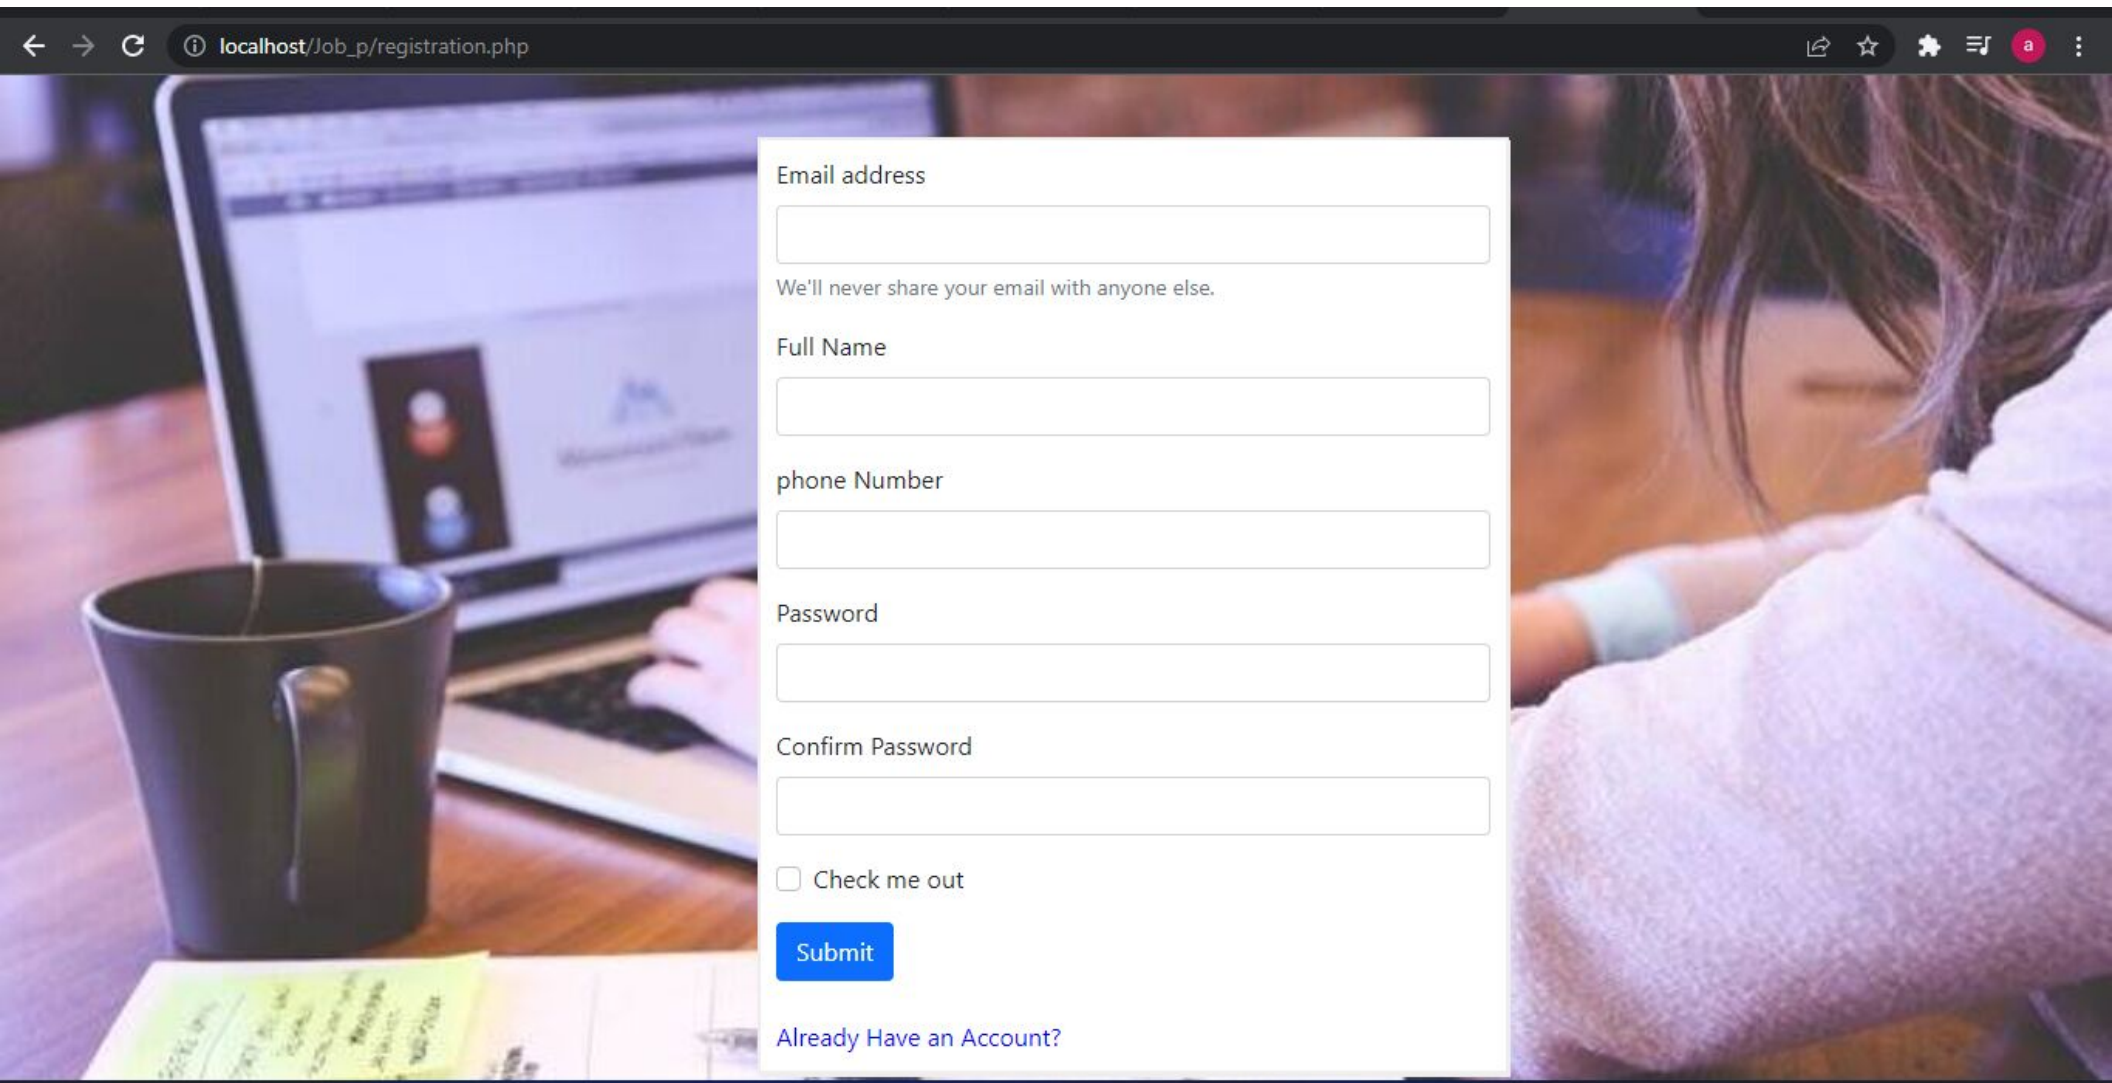 localhost/Job_p/registration.php
a
Email address
We'll never share your email with anyone else.
Full Name
phone Number
Password
Confirm Password
Check me out
Submit
Already Have an Account?